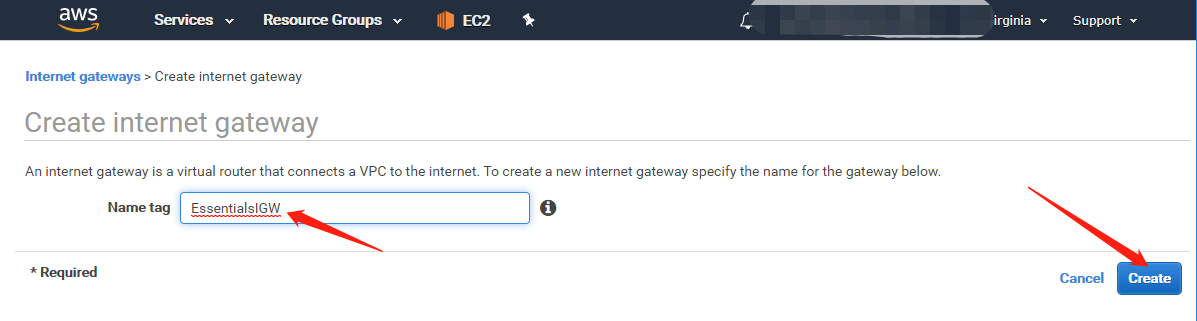 aws Services Resource Groups EC2 Support
Internet gateways > Create internet gateway
Create internet gateway
An internet gateway is a virtual router that connects a VPC to the internet. To create a new internet gateway specify the name for the gateway below.
Name tag EssentialsIGW
* Required
Cancel Create